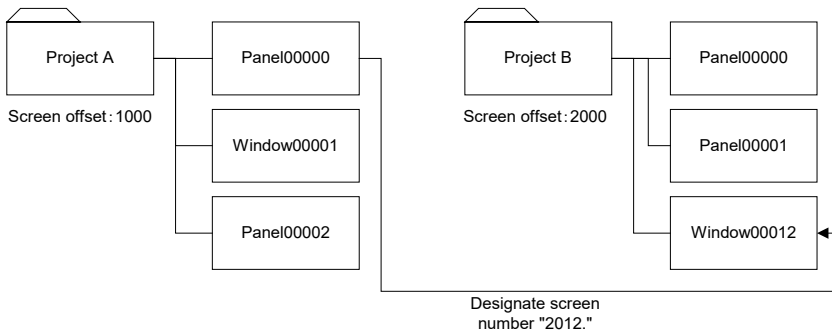 Project A
Panel00000
Project B
Panel00000
Screen offset：1000
Screen offset：2000
Window00001
Panel00001
Panel00002
Window00012
Designate screen
number "2012."